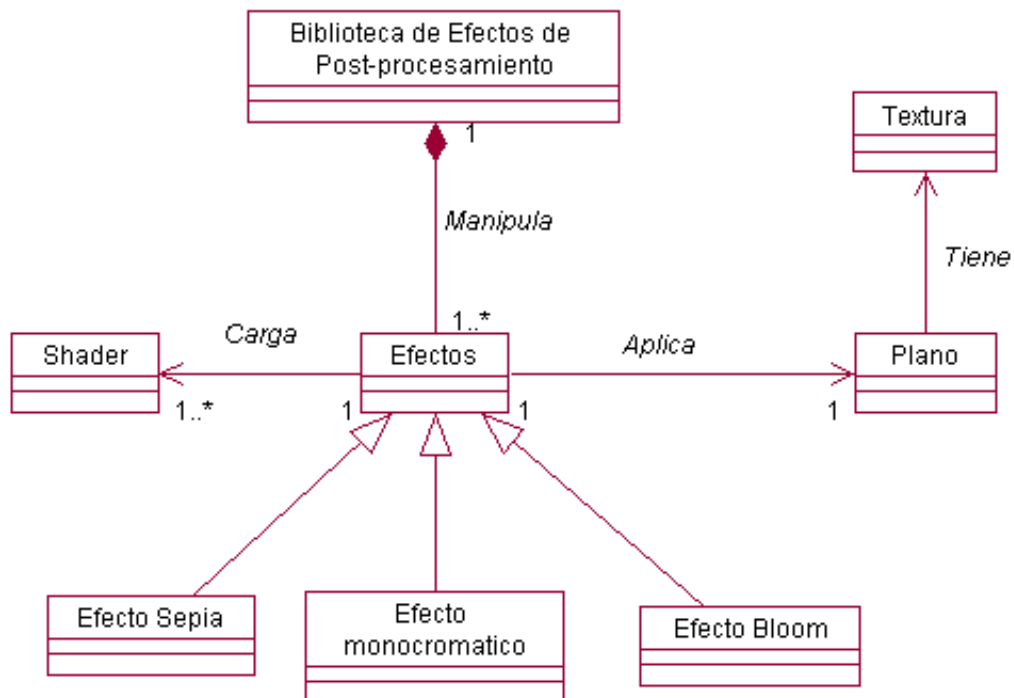 Biblioteca de Efectos de
Post-procesamiento
1
Textura
Manipula
Tiene
1..*
Shader
Carga
Efectos
Aplica
Plano
1..*
1
1
1
Efecto Sepia
Efecto
monocromatico
Efecto Bloom